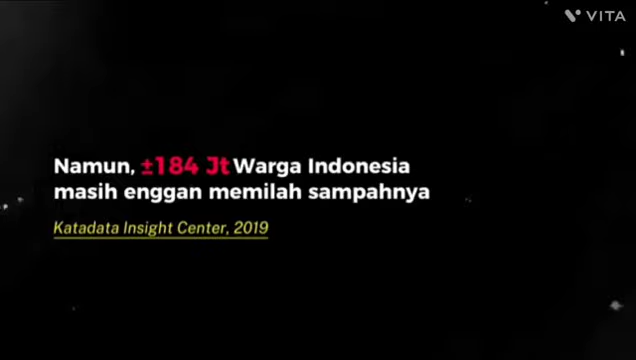 VITA
Namun, ±184 Jt Warga Indonesia
masih enggan memilah sampahnya
Katadata Insight Center, 2019